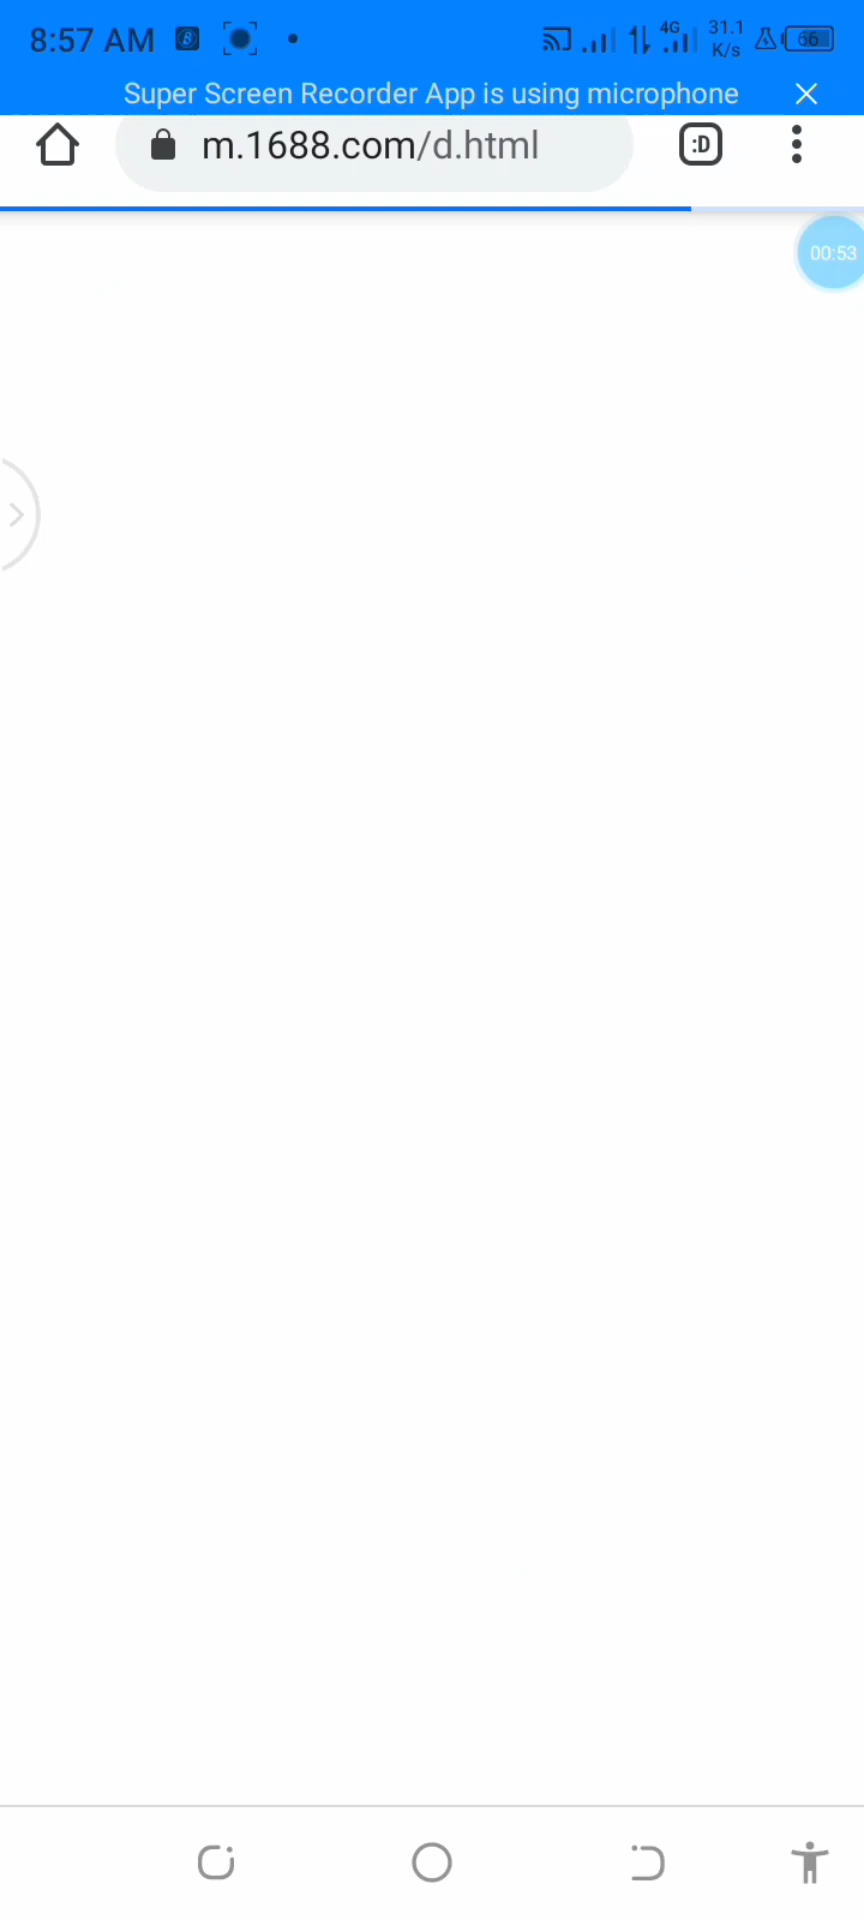 8:57 AM
4G
31.1
K/s
66
Super Screen Recorder App is using microphone
m.1688.com/d.html
:D
00:53